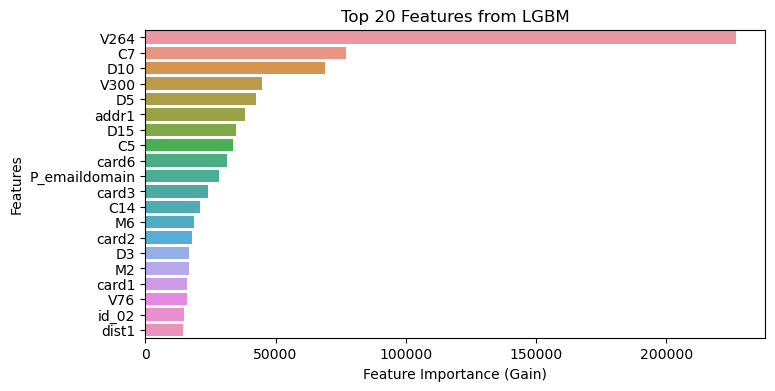 Top 20 Features from LGBM
Features
V264
C7
D10
V300
D5
addr1
D15
C5
card6
P_emaildomain
card3
C14
M6
card2
D3
M2
card1
V76
id_02
dist1
0 50000 100000 150000 200000
Feature Importance (Gain)